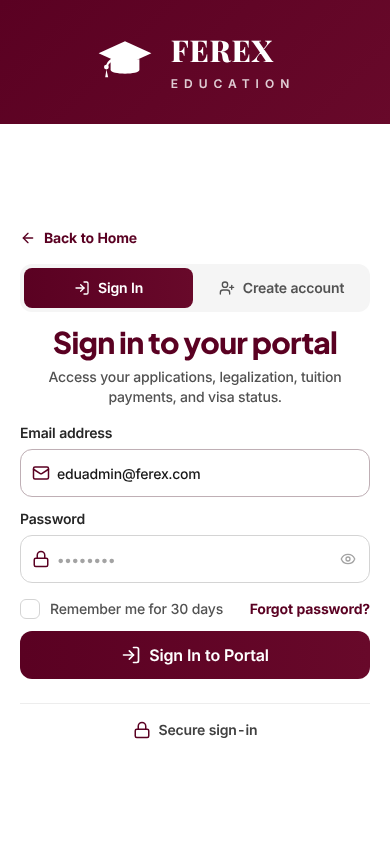 FEREX
EDUCATION
Back to Home
Sign In
Create account
Sign in to your portal
Access your applications, legalization, tuition
payments, and visa status.
Email address
eduadmin@ferex.com
Password
••••••••
Remember me for 30 days
Forgot password?
Sign In to Portal
Secure sign-in